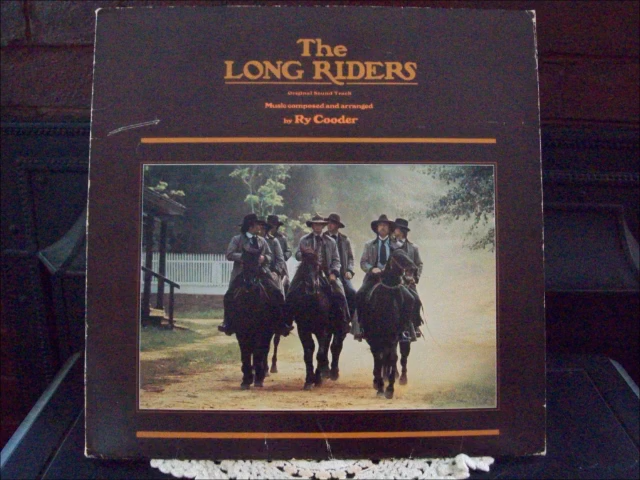 The
LONG RIDERS
Original Sound Track
Music composed and arranged
by Ry Cooder